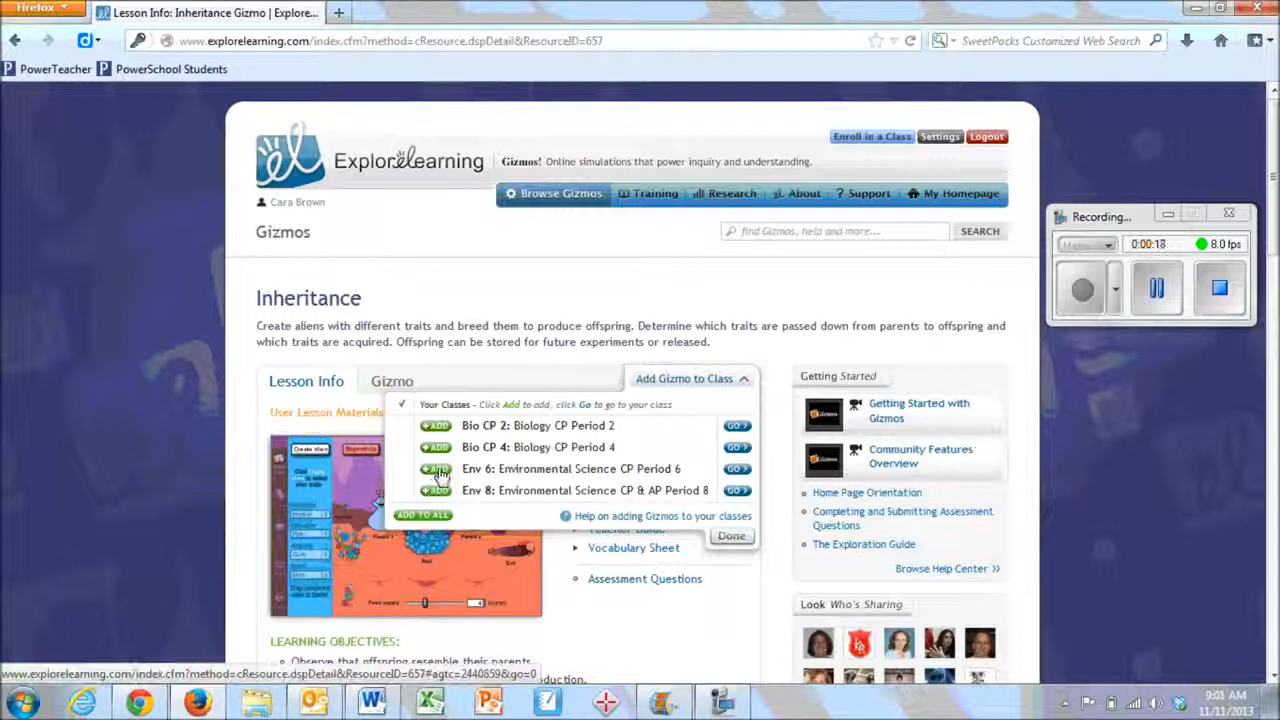 Firefox
Lesson Info: Inheritance Gizmo | Explore...
www.explorelearning.com/index.cfm?method=cResource.dspDetail&ResourceID=657
SweetPacks Customized Web Search
PowerTeacher
PowerSchool Students
Enroll in a Class
Settings
Logout
el
ExploreLearning
Gizmos! Online simulations that power inquiry and understanding.
Browse Gizmos
Training
Research
About
? Support
My Homepage
Cara Brown
Gizmos
find Gizmos, help and more...
SEARCH
Recording...
0:00:18
8.0 fps
Inheritance
Create aliens with different traits and breed them to produce offspring. Determine which traits are passed down from parents to offspring and
which traits are acquired. Offspring can be stored for future experiments or released.
Lesson Info
Gizmo
Add Gizmo to Class
Getting Started
User Lesson Materials
Your Classes - Click Add to add, click Go to go to your class
+ADD Bio CP 2: Biology CP Period 2 GO >
+ADD Bio CP 4: Biology CP Period 4 GO >
+ADD Env 6: Environmental Science CP Period 6 GO >
+ADD Env 8: Environmental Science CP & AP Period 8 GO >
ADD TO ALL
Help on adding Gizmos to your classes
Done
Teacher Guide
Vocabulary Sheet
Assessment Questions
Getting Started with
Gizmos
Community Features
Overview
Home Page Orientation
Completing and Submitting Assessment
Questions
The Exploration Guide
Browse Help Center >>
Look Who's Sharing
LEARNING OBJECTIVES:
Observe that offspring resemble their parents
www.explorelearning.com/index.cfm?method=cResource.dspDetail&ResourceID=657#agtc=2440859&go=0
9:01 AM
11/11/2013